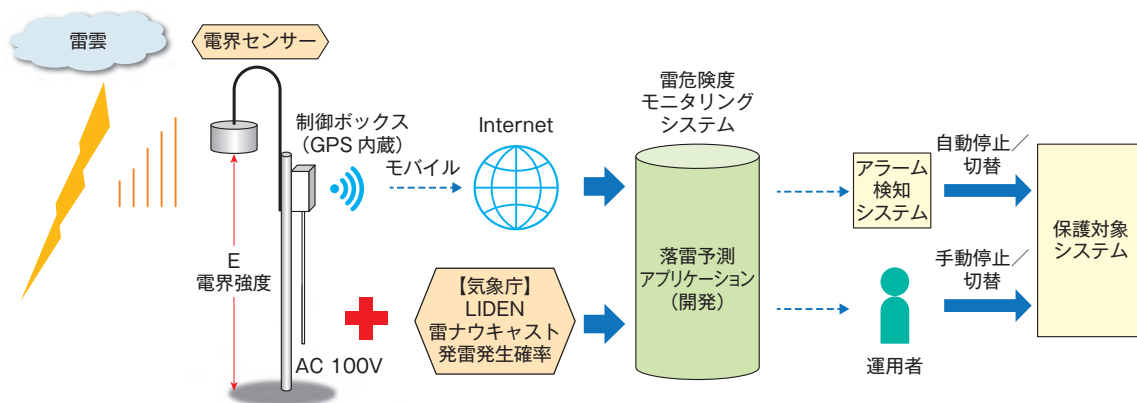 雷雲
電界センサー
制御ボックス
（GPS 内蔵）
モバイル
Internet
雷危険度
モニタリング
システム
E
電界強度
AC 100V
【気象庁】
LIDEN
雷ナウキャスト
発雷発生確率
落雷予測
アプリケーション
（開発）
アラーム
検知
システム
運用者
自動停止／
切替
手動停止／
切替
保護対象
システム